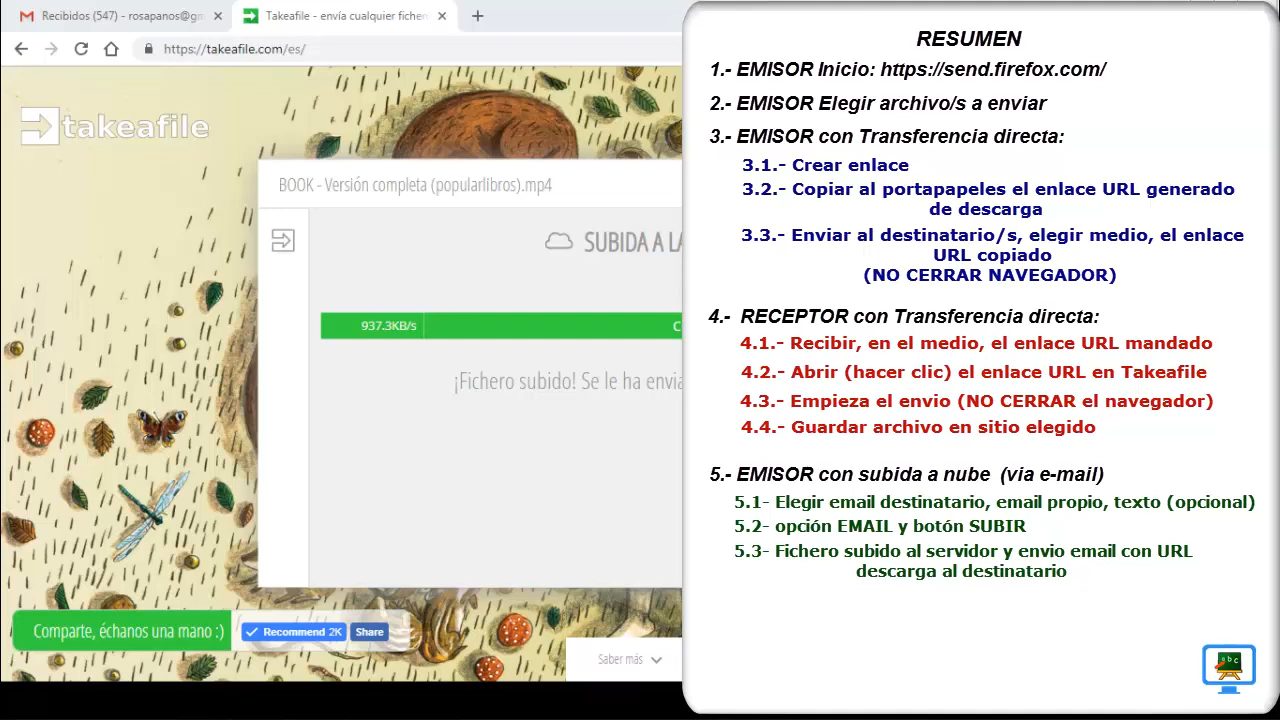 Recibidos (547) - rosapanos@gm
Takeafile - envía cualquier fichem
https://takeafile.com/es/
takeafile
BOOK - Versión completa (popularlibros).mp4
SUBIDA A LA
937.3KB/s
C
¡Fichero subido! Se le ha envia
Comparte, échanos una mano :)
Recommend 2K
Share
Saber más
RESUMEN
1.- EMISOR Inicio: https://send.firefox.com/
2.- EMISOR Elegir archivo/s a enviar
3.- EMISOR con Transferencia directa:
3.1.- Crear enlace
3.2.- Copiar al portapapeles el enlace URL generado
de descarga
3.3.- Enviar al destinatario/s, elegir medio, el enlace
URL copiado
(NO CERRAR NAVEGADOR)
4.- RECEPTOR con Transferencia directa:
4.1.- Recibir, en el medio, el enlace URL mandado
4.2.- Abrir (hacer clic) el enlace URL en Takeafile
4.3.- Empieza el envio (NO CERRAR el navegador)
4.4.- Guardar archivo en sitio elegido
5.- EMISOR con subida a nube (via e-mail)
5.1- Elegir email destinatario, email propio, texto (opcional)
5.2- opción EMAIL y botón SUBIR
5.3- Fichero subido al servidor y envio email con URL
descarga al destinatario
abc